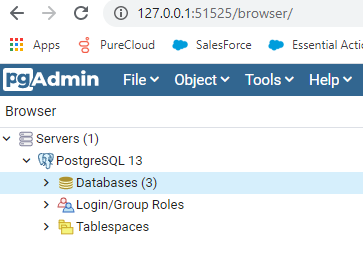 127.0.0.1:51525/browser/
Apps PureCloud SalesForce Essential Actio
pgAdmin File Object Tools Help
Browser
Servers (1)
PostgreSQL 13
Databases (3)
Login/Group Roles
Tablespaces